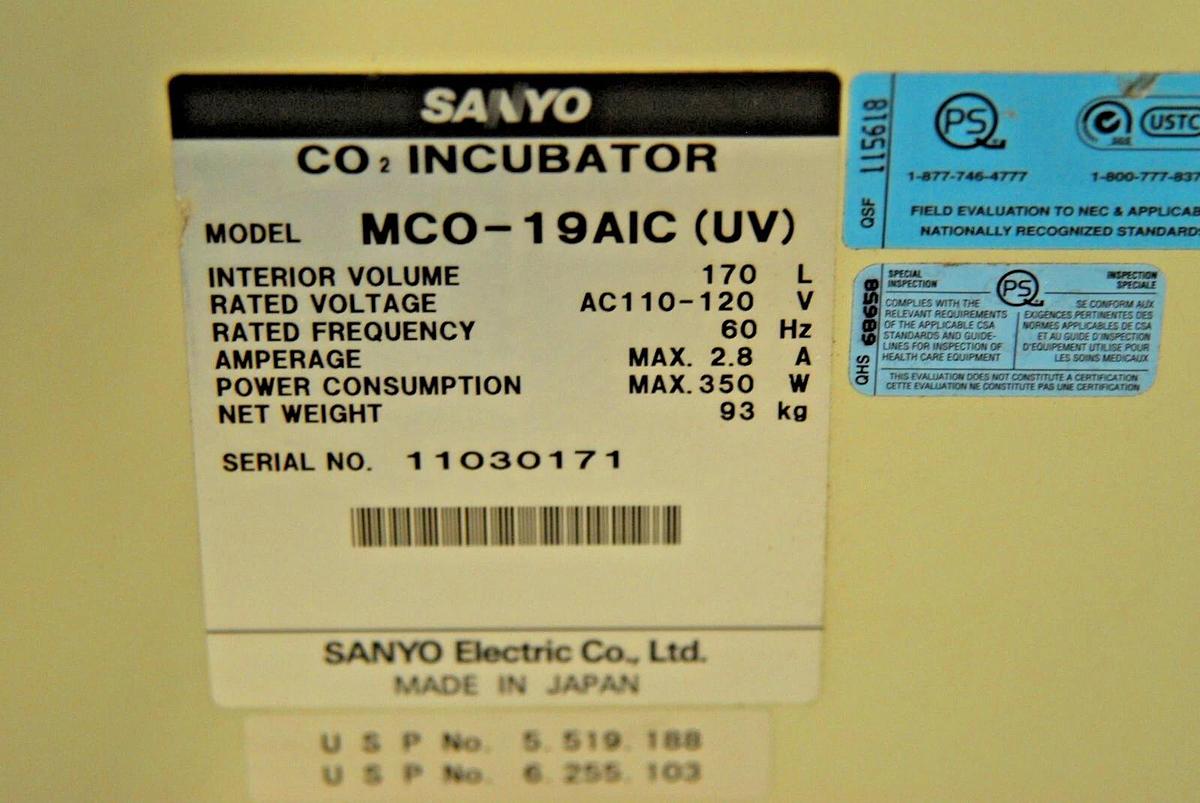 SANYO
CO₂ INCUBATOR
MODEL MCO-19AIC (UV)
INTERIOR VOLUME 170 L
RATED VOLTAGE AC110-120 V
RATED FREQUENCY 60 Hz
AMPERAGE MAX. 2.8 A
POWER CONSUMPTION MAX. 350 W
NET WEIGHT 93 kg
SERIAL NO. 11030171
SANYO Electric Co., Ltd.
MADE IN JAPAN
U S P No. 5. 519. 188
U S P No. 6. 255. 103
QSF 115618
PS
USTC
1-877-746-4777 1-800-777-837
FIELD EVALUATION TO NEC & APPLICAB
NATIONALLY RECOGNIZED STANDARDS
QHS 68658
SPECIAL
INSPECTION
PS
INSPECTION
SPECIALE
COMPLIES WITH THE
RELEVANT REQUIREMENTS
OF THE APPLICABLE CSA
STANDARDS AND GUIDE-
LINES FOR INSPECTION OF
HEALTH CARE EQUIPMENT
SE CONFORM AUX
EXIGENCES PERTINENTES DES
NORMES APPLICABLES DE CSA
ET AU GUIDE D'INSPECTION
D'EQUIPEMENT UTILISE POUR
LES SOINS MEDICAUX
THIS EVALUATION DOES NOT CONSTITUTE A CERTIFICATION
CETTE EVALUATION NE CONSTITUTE PAS UNE CERTIFICATION